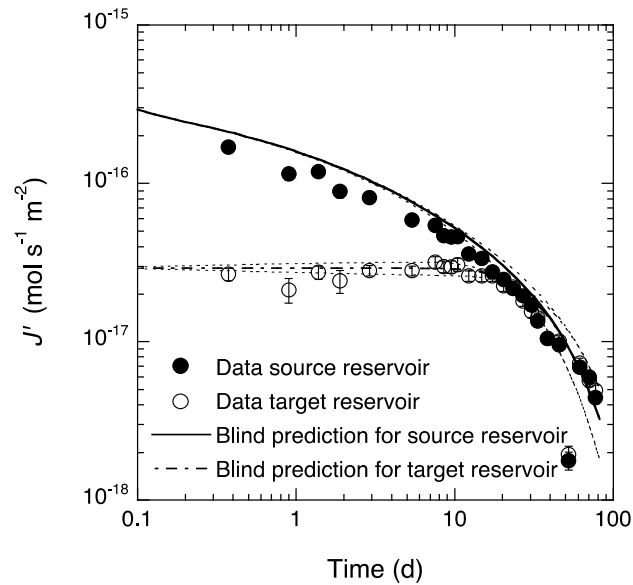 10⁻¹⁵
10⁻¹⁶
10⁻¹⁷
10⁻¹⁸
J' (mol s⁻¹ m⁻²)
Data source reservoir
Data target reservoir
Blind prediction for source reservoir
Blind prediction for target reservoir
0.1 1 10 100
Time (d)